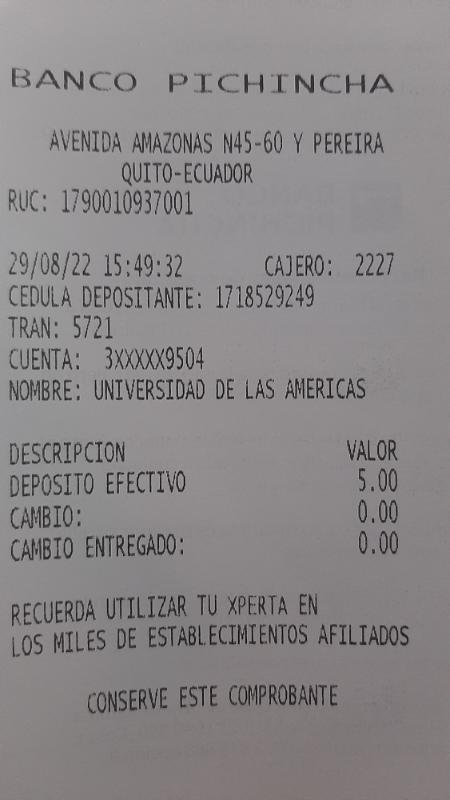 BANCO PICHINCHA
AVENIDA AMAZONAS N45-60 Y PEREIRA
QUITO-ECUADOR
RUC: 1790010937001
29/08/22 15:49:32 CAJERO: 2227
CEDULA DEPOSITANTE: 1718529249
TRAN: 5721
CUENTA: 3XXXXX9504
NOMBRE: UNIVERSIDAD DE LAS AMERICAS
DESCRIPCION VALOR
DEPOSITO EFECTIVO 5.00
CAMBIO: 0.00
CAMBIO ENTREGADO: 0.00
RECUERDA UTILIZAR TU XPERTA EN
LOS MILES DE ESTABLECIMIENTOS AFILIADOS
CONSERVE ESTE COMPROBANTE